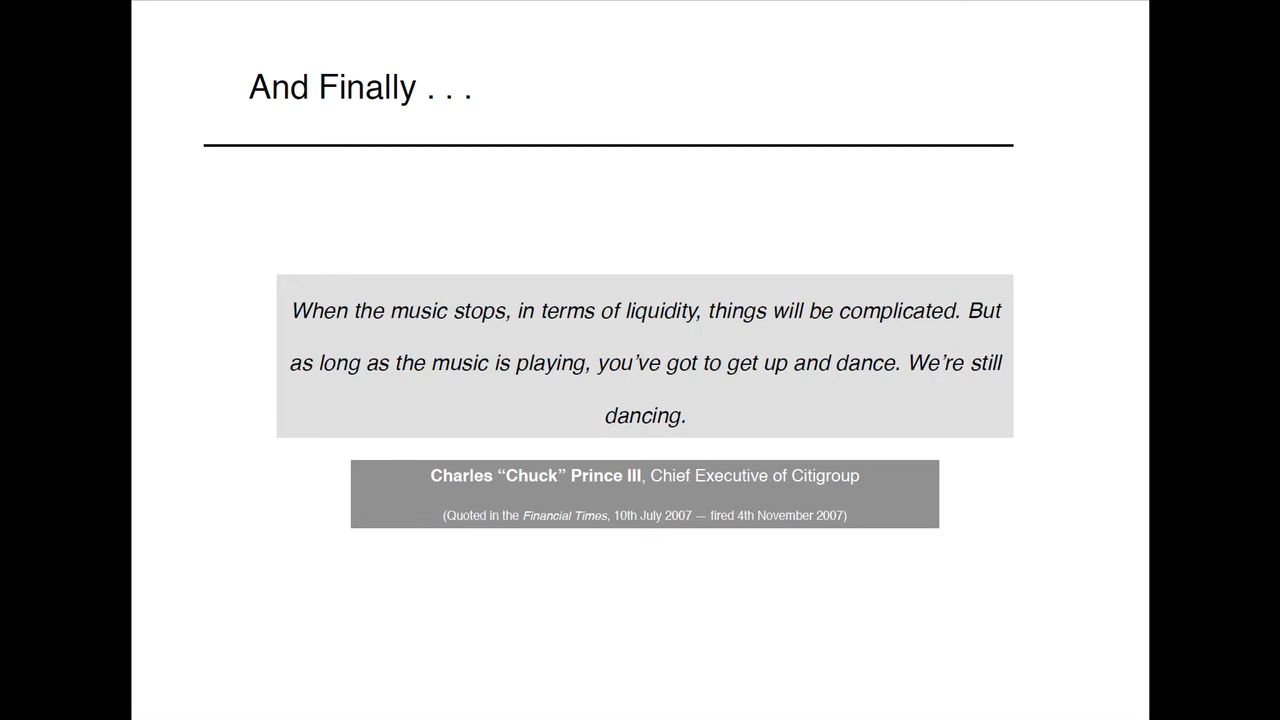 And Finally . . .
When the music stops, in terms of liquidity, things will be complicated. But
as long as the music is playing, you’ve got to get up and dance. We’re still
dancing.
Charles “Chuck” Prince III, Chief Executive of Citigroup
(Quoted in the Financial Times, 10th July 2007 — fired 4th November 2007)